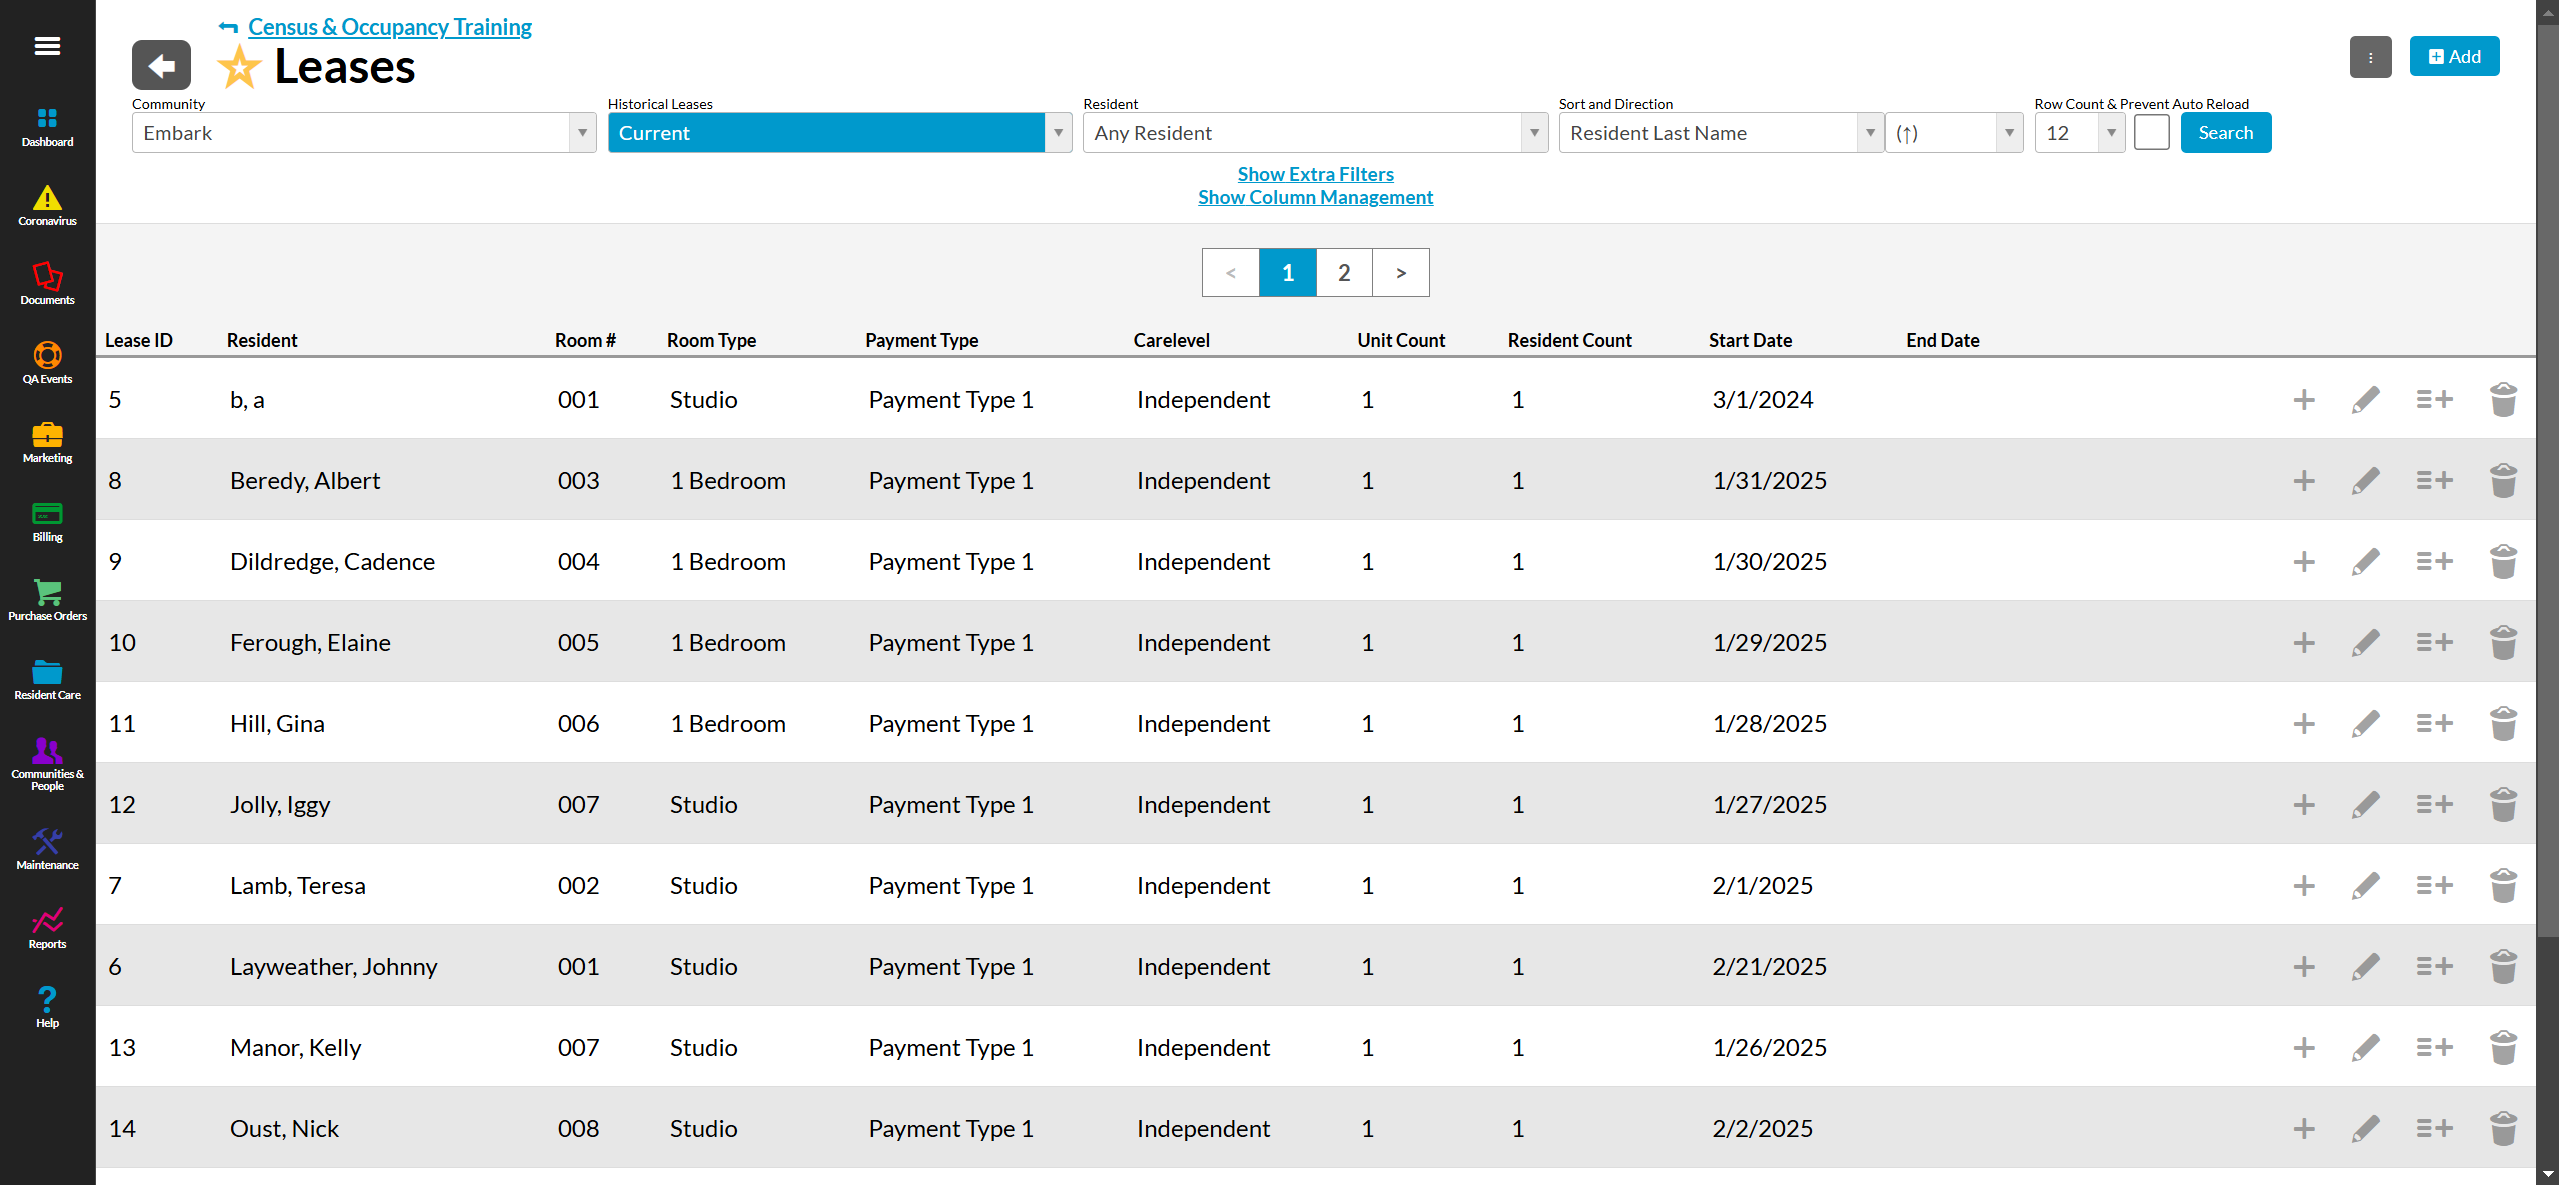 Census & Occupancy Training
Leases
Add
Community
Historical Leases
Resident
Sort and Direction
Row Count & Prevent Auto Reload
Embark
Current
Any Resident
Resident Last Name
(↑)
12
Search
Show Extra Filters
Show Column Management
< 1 2 >
Lease ID Resident Room # Room Type Payment Type Carelevel Unit Count Resident Count Start Date End Date
5 b, a 001 Studio Payment Type 1 Independent 1 1 3/1/2024
8 Beredy, Albert 003 1 Bedroom Payment Type 1 Independent 1 1 1/31/2025
9 Dildredge, Cadence 004 1 Bedroom Payment Type 1 Independent 1 1 1/30/2025
10 Ferough, Elaine 005 1 Bedroom Payment Type 1 Independent 1 1 1/29/2025
11 Hill, Gina 006 1 Bedroom Payment Type 1 Independent 1 1 1/28/2025
12 Jolly, Iggy 007 Studio Payment Type 1 Independent 1 1 1/27/2025
7 Lamb, Teresa 002 Studio Payment Type 1 Independent 1 1 2/1/2025
6 Layweather, Johnny 001 Studio Payment Type 1 Independent 1 1 2/21/2025
13 Manor, Kelly 007 Studio Payment Type 1 Independent 1 1 1/26/2025
14 Oust, Nick 008 Studio Payment Type 1 Independent 1 1 2/2/2025
Dashboard
Coronavirus
Documents
QA Events
Marketing
Billing
Purchase Orders
Resident Care
Communities &
People
Maintenance
Reports
Help